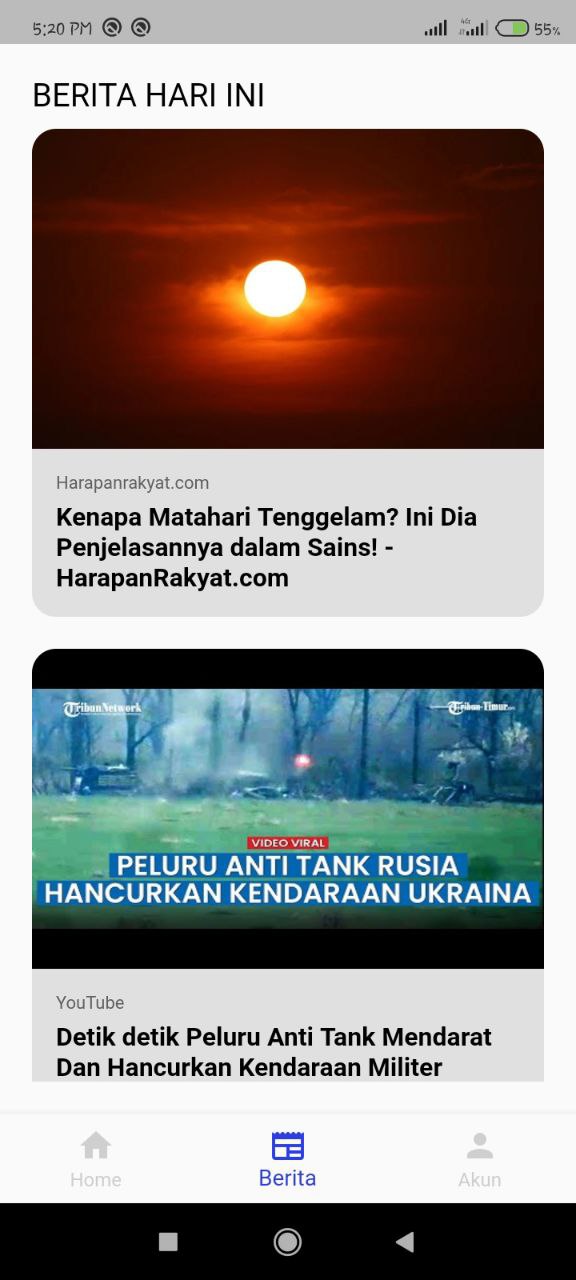 5:20 PM
4G
55%
BERITA HARI INI
Harapanrakyat.com
Kenapa Matahari Tenggelam? Ini Dia
Penjelasannya dalam Sains! -
HarapanRakyat.com
TribunNetwork
Tribun-Timur.com
VIDEO VIRAL
PELURU ANTI TANK RUSIA
HANCURKAN KENDARAAN UKRAINA
YouTube
Detik detik Peluru Anti Tank Mendarat
Dan Hancurkan Kendaraan Militer
Home
Berita
Akun